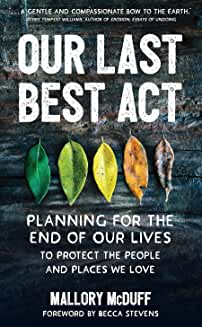 "...A GENTLE AND COMPASSIONATE BOW TO THE EARTH."
TERRY TEMPEST WILLIAMS, AUTHOR OF EROSION: ESSAYS OF UNDOING
OUR LAST
BEST ACT
PLANNING FOR THE
END OF OUR LIVES
TO PROTECT THE PEOPLE
AND PLACES WE LOVE
MALLORY McDUFF
FOREWORD BY BECCA STEVENS